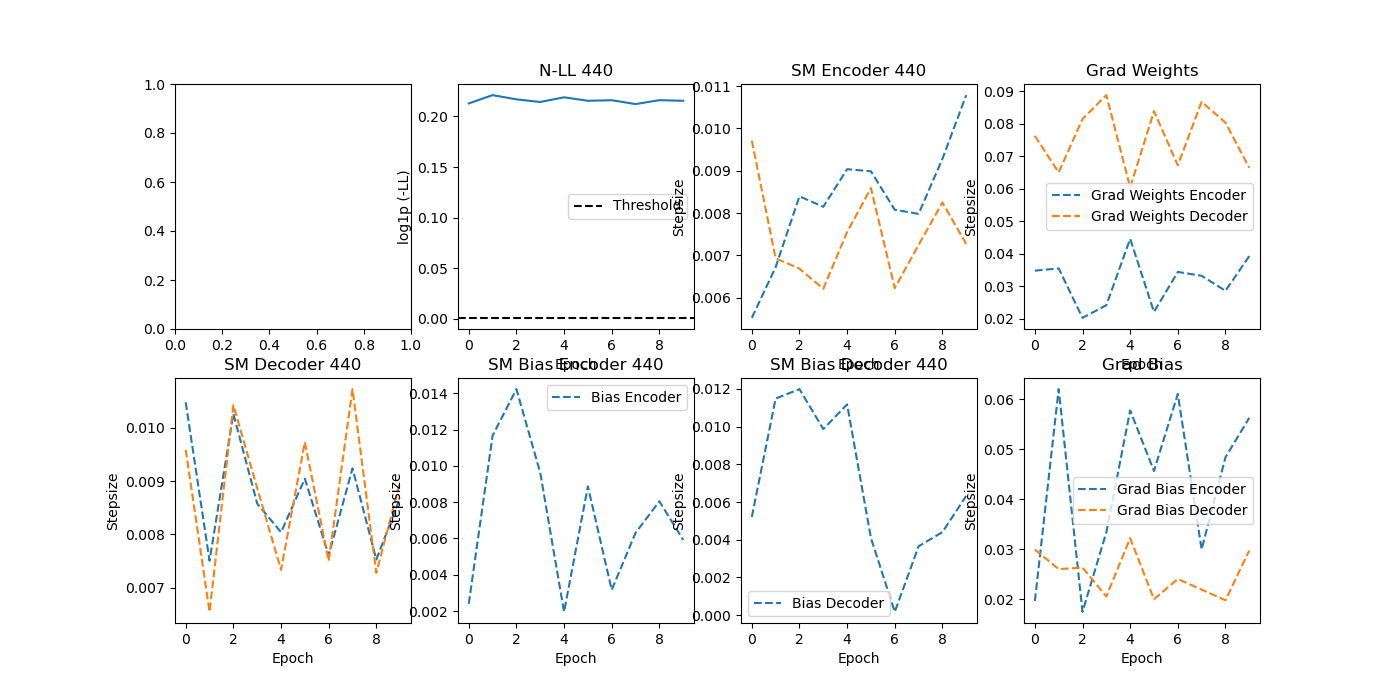 N-LL 440
SM Encoder 440
Grad Weights
1.0
0.8
0.6
0.4
0.2
0.0
0.0 0.2 0.4 0.6 0.8 1.0
log1p (-LL)
0.20
0.15
0.10
0.05
0.00
Threshold
0 2 4 6 8
Epoch
Stepsize
0.011
0.010
0.009
0.008
0.007
0.006
0 2 4 6 8
Epoch
Stepsize
0.09
0.08
0.07
0.06
0.05
0.04
0.03
0.02
Grad Weights Encoder
Grad Weights Decoder
0 2 4 6 8
Epoch
SM Decoder 440
SM Bias Encoder 440
SM Bias Decoder 440
Grad Bias
Stepsize
0.010
0.009
0.008
0.007
0 2 4 6 8
Epoch
Stepsize
0.014
0.012
0.010
0.008
0.006
0.004
0.002
Bias Encoder
0 2 4 6 8
Epoch
Stepsize
0.012
0.010
0.008
0.006
0.004
0.002
0.000
Bias Decoder
0 2 4 6 8
Epoch
Stepsize
0.06
0.05
0.04
0.03
0.02
Grad Bias Encoder
Grad Bias Decoder
0 2 4 6 8
Epoch